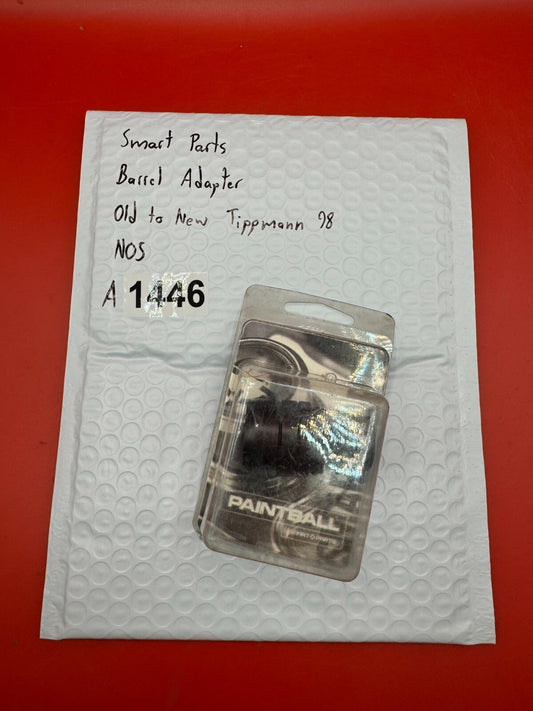 Smart Parts
Barrel Adapter
Old to New Tippmann 98
NOS
A 1446
PAINTBALL